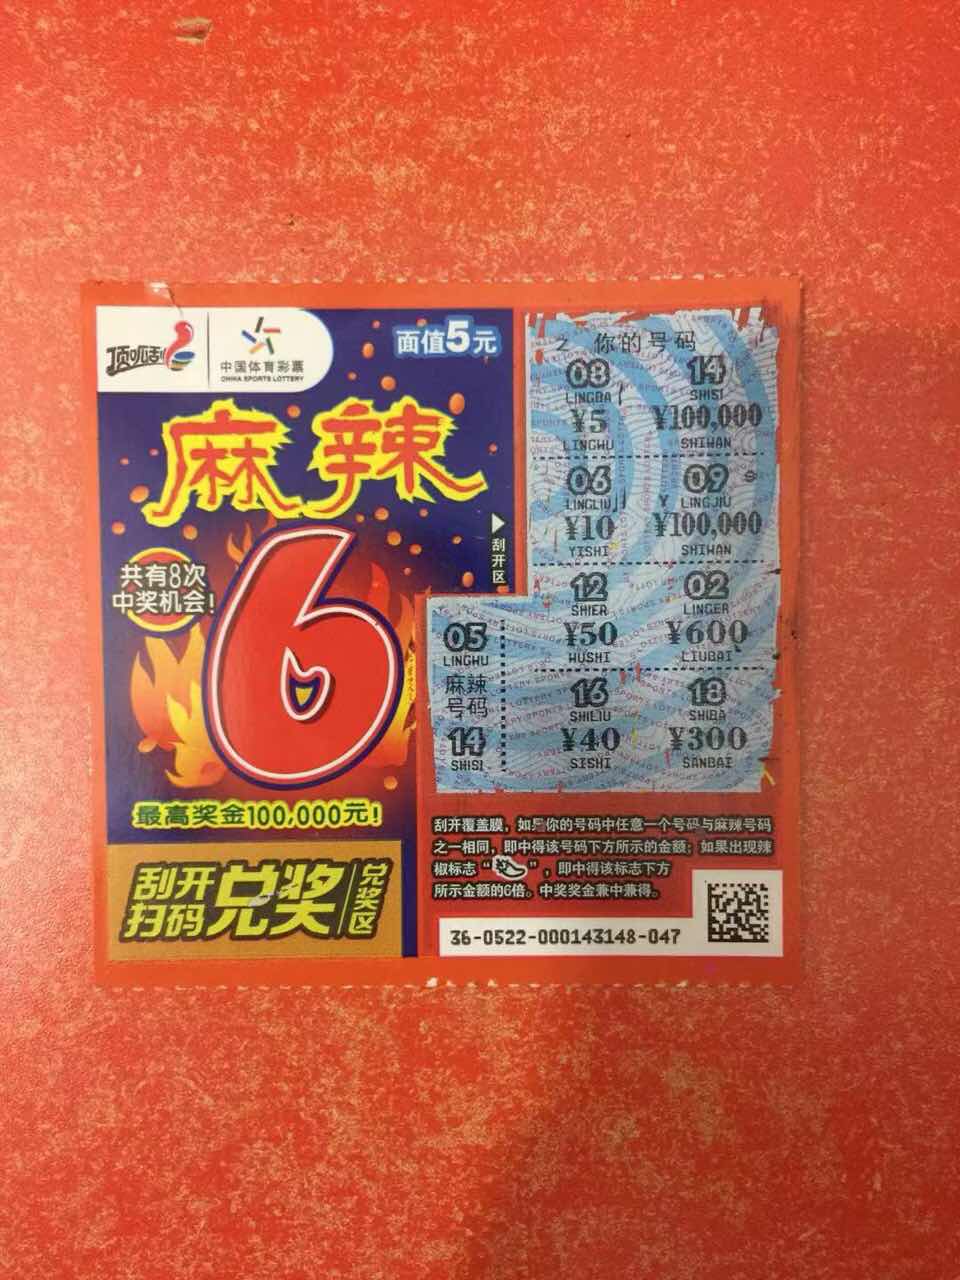 顶呱刮
中国体育彩票
CHINA SPORTS LOTTERY
面值5元
麻辣
6
共有8次
中奖机会!
最高奖金100,000元!
刮开
扫码
兑奖
兑奖区
刮开区
你的号码
08 14
LINGBA SHISI
¥5 ¥100,000
LINGWU SHIWAN
06 09
LINGLIU LINGJIU
¥10 ¥100,000
YISHI SHIWAN
12 02
SHIER LINGER
¥50 ¥600
WUSHI LIUBAI
16 18
SHILIU SHIBA
¥40 ¥300
SISHI SANBAI
05
LINGWU
麻辣
号码
14
SHISI
刮开覆盖膜，如果你的号码中任意一个号码与麻辣号码
之一相同，即中得该号码下方所示的金额；如果出现辣
椒标志“ ”，即中得该标志下方
所示金额的6倍。中奖奖金兼中兼得。
36-0522-000143148-047